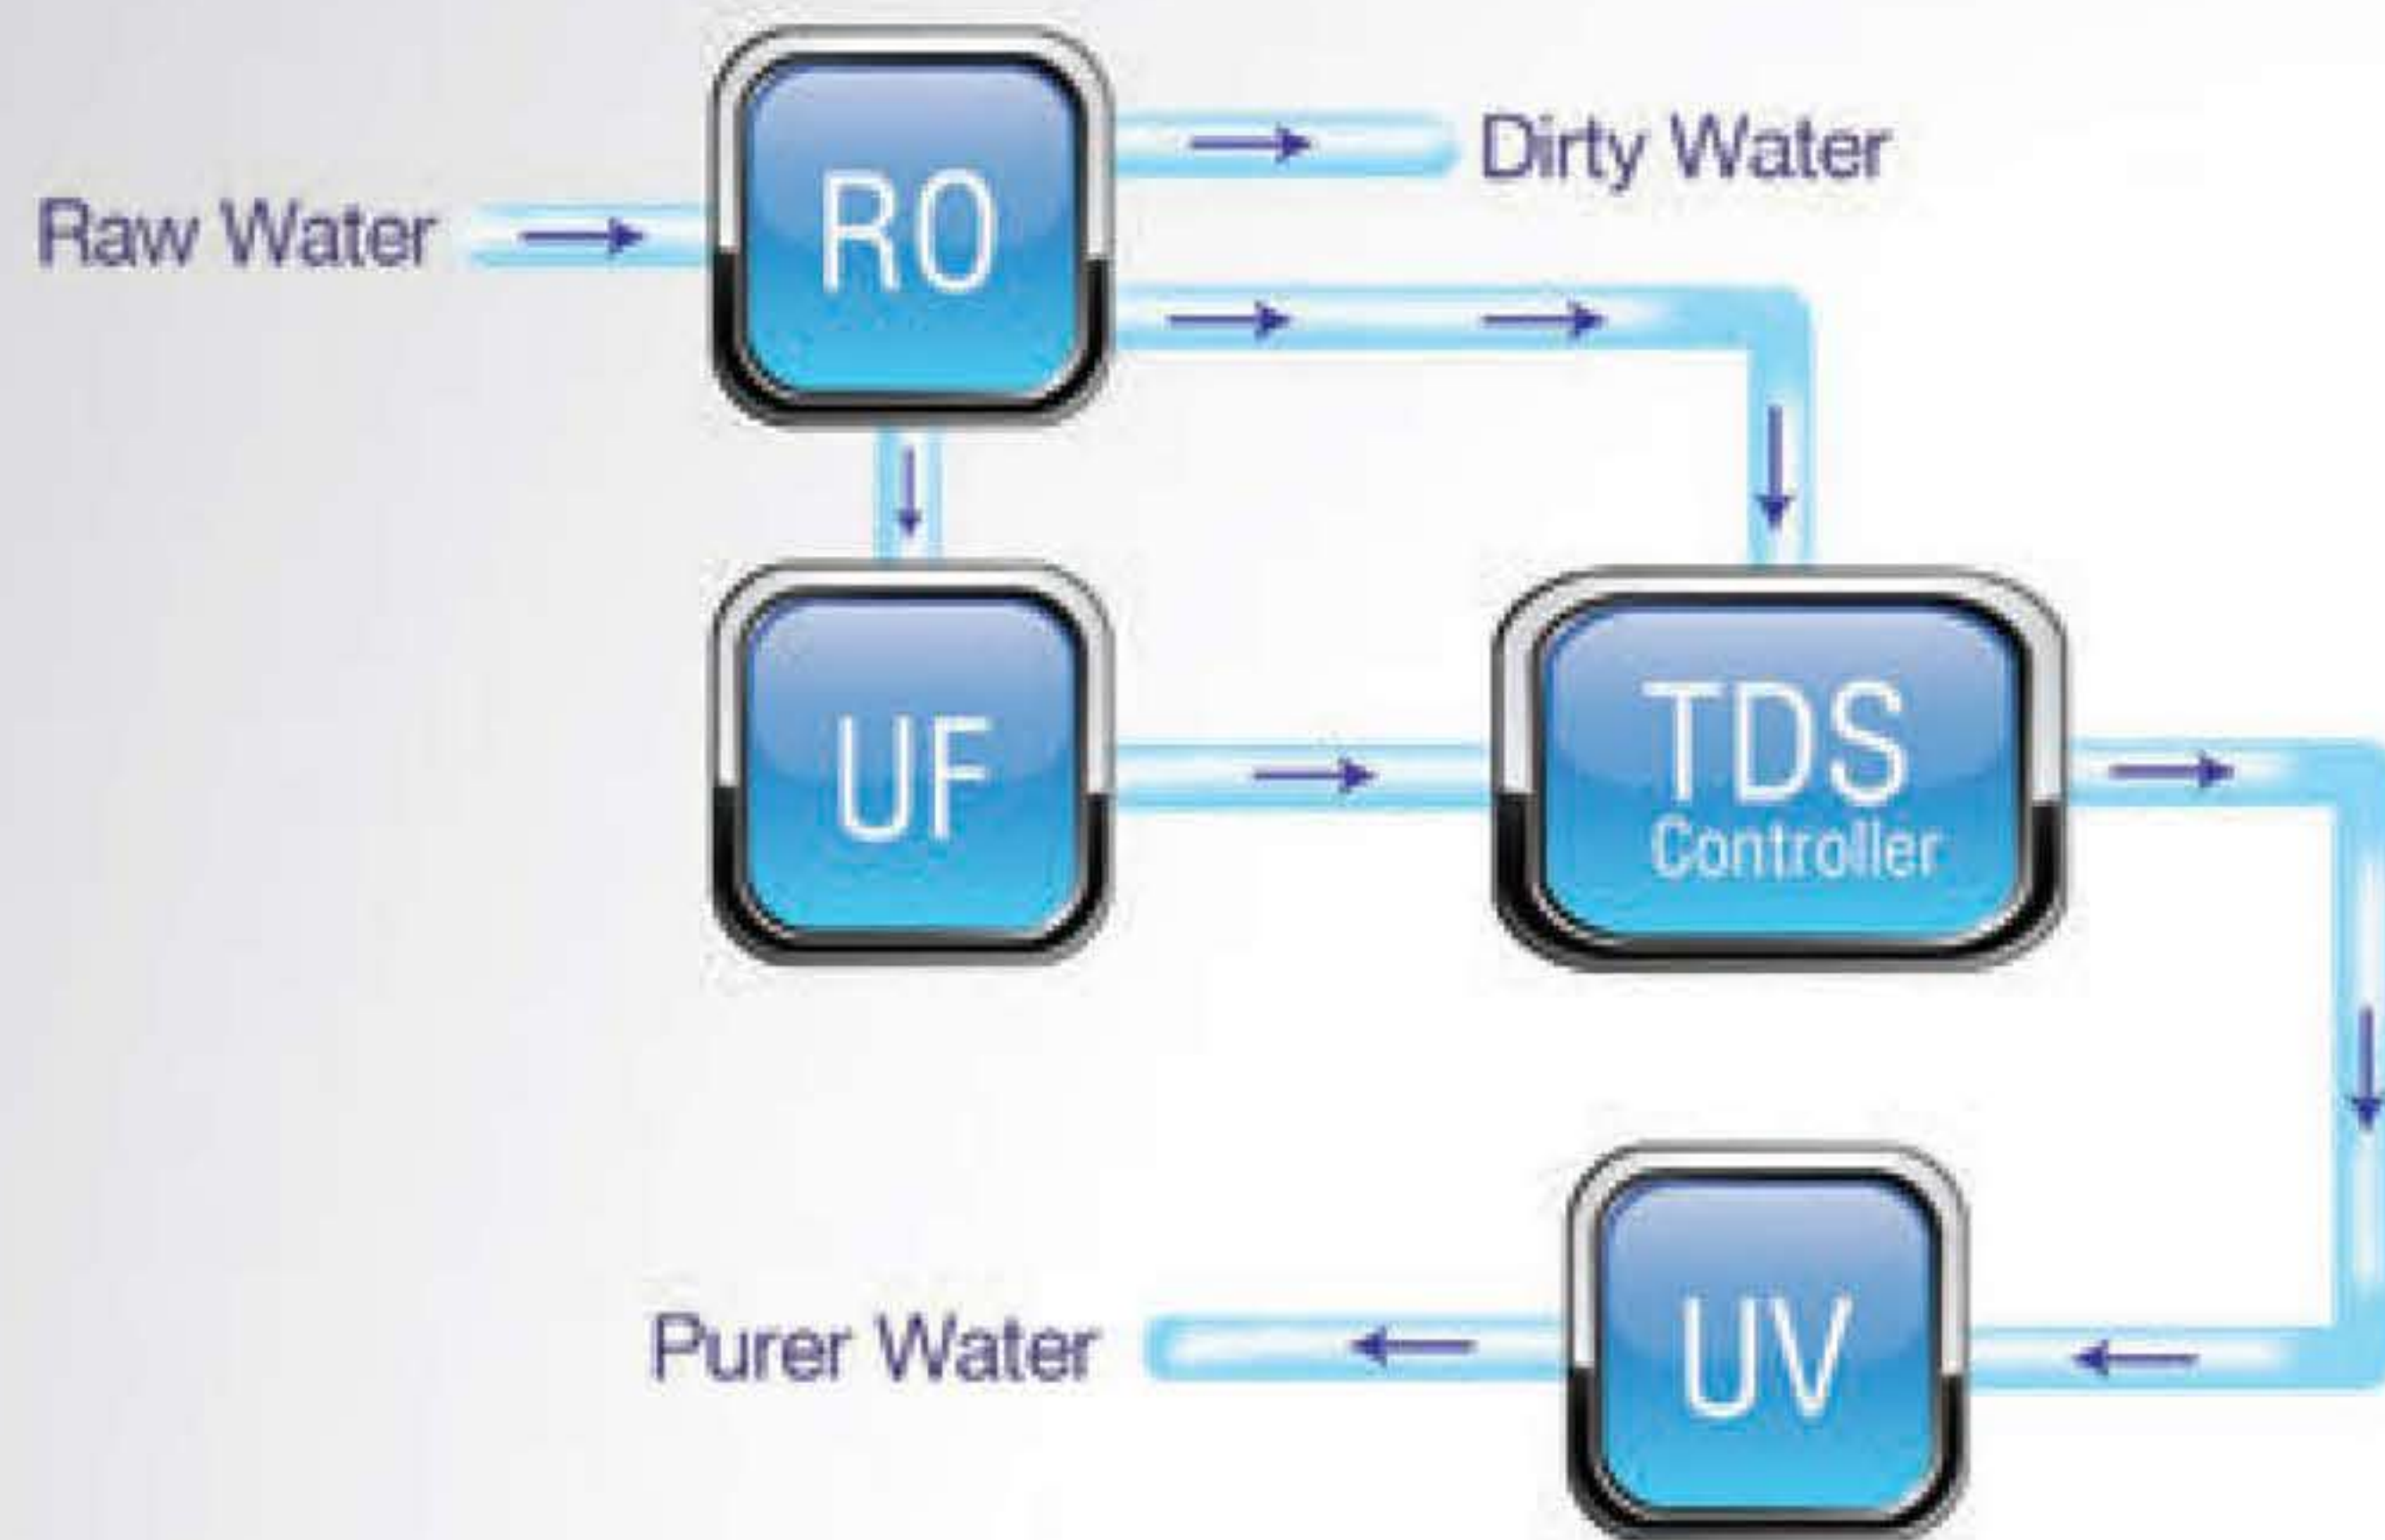 RO
Dirty Water
Raw Water
UF
TDS
Controller
UV
Purer Water